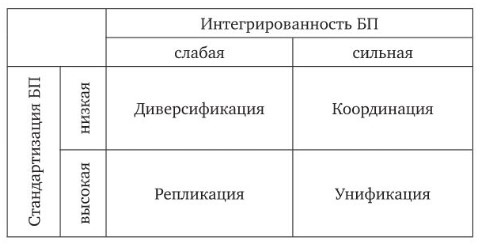 Интегрированность БП
слабая
сильная
Стандартизация БП
низкая
Диверсификация
Координация
высокая
Репликация
Унификация